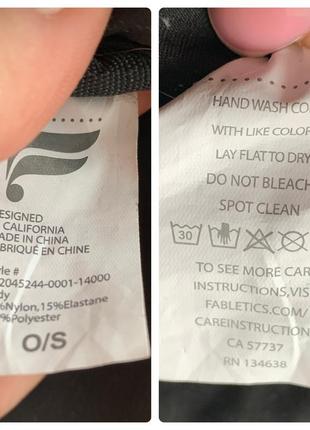 ESIGNED
CALIFORNIA
ADE IN CHINA
ABRIQUÉ EN CHINE
yle #
2045244-0001-14000
dy
%Nylon,15%Elastane
%Polyester
O/S
HAND WASH CO
WITH LIKE COLOR
LAY FLAT TO DRY
DO NOT BLEACH
SPOT CLEAN
30
TO SEE MORE CAR
INSTRUCTIONS,VIS
FABLETICS.COM/
CAREINSTRUCTION
CA 57737
RN 134638